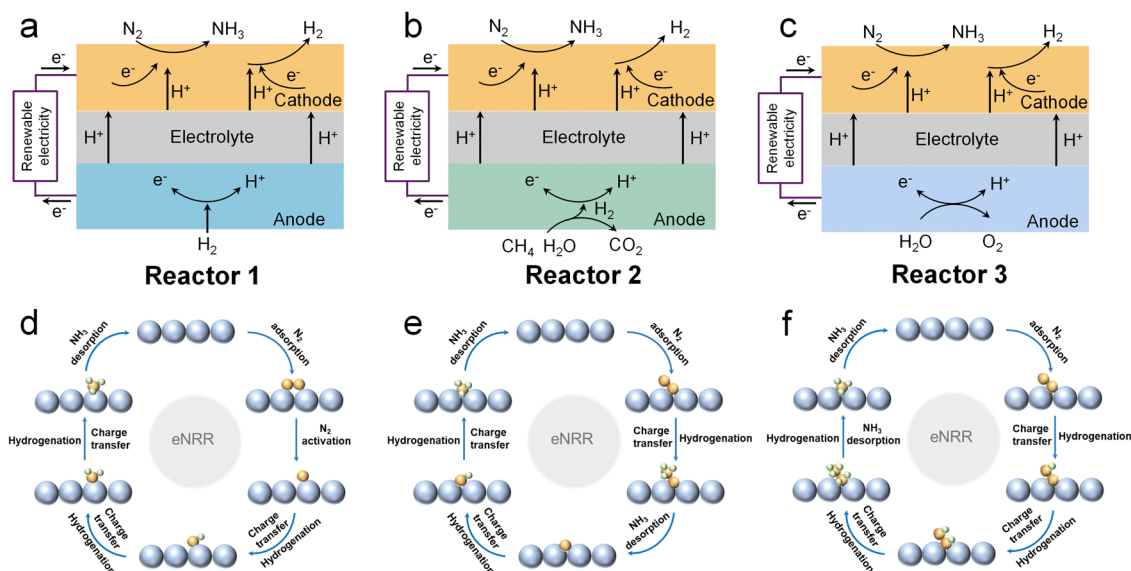 a
N₂ NH₃ H₂
e⁻
e⁻ H⁺ H⁺ e⁻
Cathode
Renewable
electricity
H⁺ Electrolyte H⁺
e⁻ H⁺
e⁻
Anode
H₂
Reactor 1
b
N₂ NH₃ H₂
e⁻
e⁻ H⁺ H⁺ e⁻
Cathode
Renewable
electricity
H⁺ Electrolyte H⁺
e⁻ H⁺
e⁻
H₂
Anode
CH₄ H₂O CO₂
Reactor 2
c
N₂ NH₃ H₂
e⁻
e⁻ H⁺ H⁺ e⁻
Cathode
Renewable
electricity
H⁺ Electrolyte H⁺
e⁻ H⁺
e⁻
Anode
H₂O O₂
Reactor 3
d
NH₃
desorption
N₂
adsorption
Hydrogenation
Charge
transfer
eNRR
N₂
activation
Hydrogenation
Charge
transfer
Charge
transfer
Hydrogenation
e
NH₃
desorption
N₂
adsorption
Hydrogenation
Charge
transfer
eNRR
Charge
transfer
Hydrogenation
Hydrogenation
Charge
transfer
NH₃
desorption
f
NH₃
desorption
N₂
adsorption
Hydrogenation
NH₃
desorption
eNRR
Charge
transfer
Hydrogenation
Hydrogenation
Charge
transfer
Charge
transfer
Hydrogenation